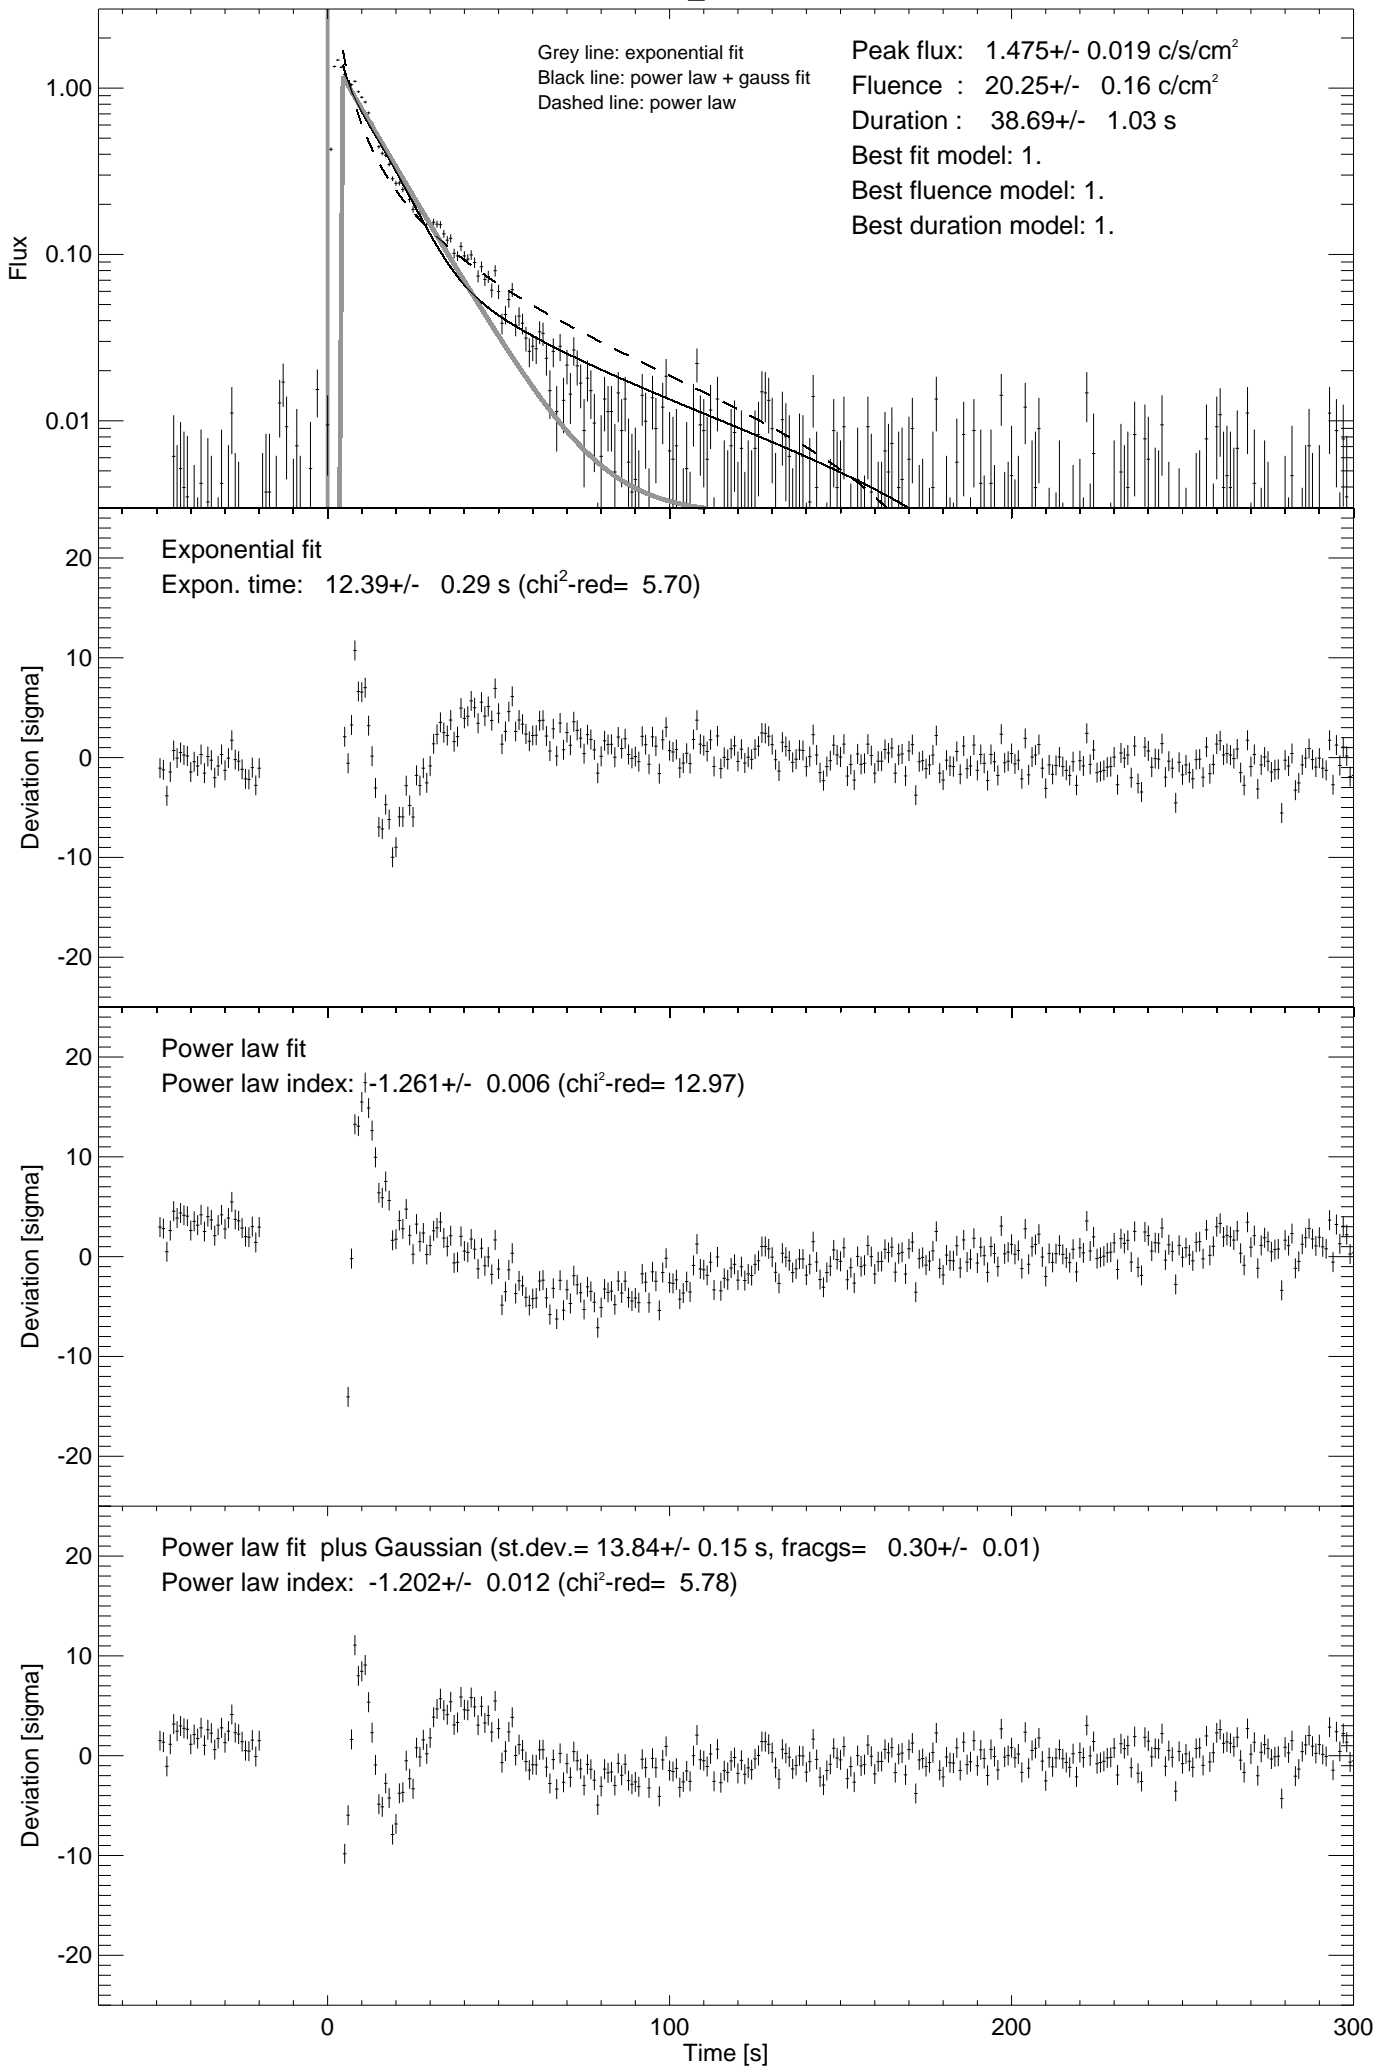 Grey line: exponential fit
Black line: power law + gauss fit
Dashed line: power law
Peak flux: 1.475+/- 0.019 c/s/cm²
Fluence : 20.25+/- 0.16 c/cm²
Duration : 38.69+/- 1.03 s
Best fit model: 1.
Best fluence model: 1.
Best duration model: 1.
1.00
0.10
0.01
Flux
Exponential fit
Expon. time: 12.39+/- 0.29 s (chi²-red= 5.70)
20
10
0
-10
-20
Deviation [sigma]
Power law fit
Power law index: -1.261+/- 0.006 (chi²-red= 12.97)
20
10
0
-10
-20
Deviation [sigma]
Power law fit plus Gaussian (st.dev.= 13.84+/- 0.15 s, fracgs= 0.30+/- 0.01)
Power law index: -1.202+/- 0.012 (chi²-red= 5.78)
20
10
0
-10
-20
Deviation [sigma]
0 100 200 300
Time [s]